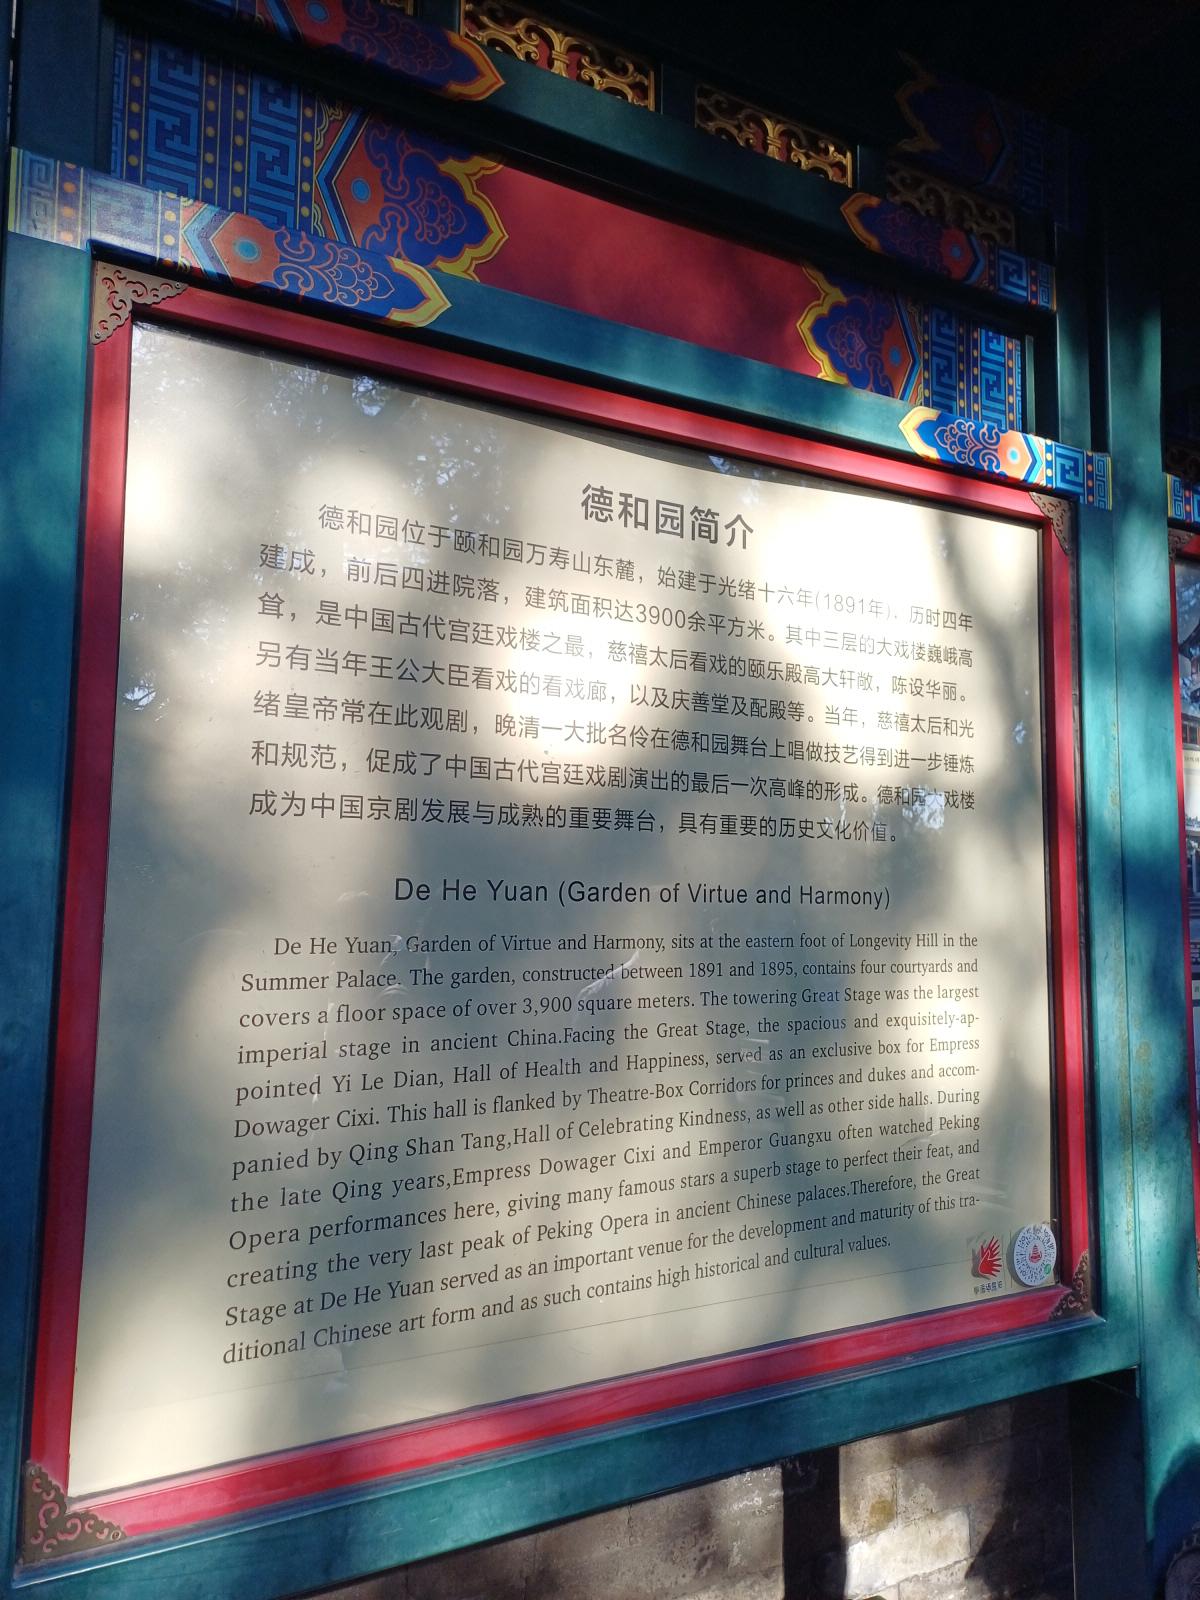 德和园简介
德和园位于颐和园万寿山东麓，始建于光绪十六年(1891年)，历时四年
建成，前后四进院落，建筑面积达3900余平方米。其中三层的大戏楼巍峨高
耸，是中国古代宫廷戏楼之最，慈禧太后看戏的颐乐殿高大轩敞，陈设华丽。
另有当年王公大臣看戏的看戏廊，以及庆善堂及配殿等。当年，慈禧太后和光
绪皇帝常在此观剧，晚清一大批名伶在德和园舞台上唱做技艺得到进一步锤炼
和规范，促成了中国古代宫廷戏剧演出的最后一次高峰的形成。德和园大戏楼
成为中国京剧发展与成熟的重要舞台，具有重要的历史文化价值。
De He Yuan (Garden of Virtue and Harmony)
De He Yuan, Garden of Virtue and Harmony, sits at the eastern foot of Longevity Hill in the
Summer Palace. The garden, constructed between 1891 and 1895, contains four courtyards and
covers a floor space of over 3,900 square meters. The towering Great Stage was the largest
imperial stage in ancient China.Facing the Great Stage, the spacious and exquisitely-ap-
pointed Yi Le Dian, Hall of Health and Happiness, served as an exclusive box for Empress
Dowager Cixi. This hall is flanked by Theatre-Box Corridors for princes and dukes and accom-
panied by Qing Shan Tang,Hall of Celebrating Kindness, as well as other side halls. During
the late Qing years,Empress Dowager Cixi and Emperor Guangxu often watched Peking
Opera performances here, giving many famous stars a superb stage to perfect their feat, and
creating the very last peak of Peking Opera in ancient Chinese palaces.Therefore, the Great
Stage at De He Yuan served as an important venue for the development and maturity of this tra-
ditional Chinese art form and as such contains high historical and cultural values.